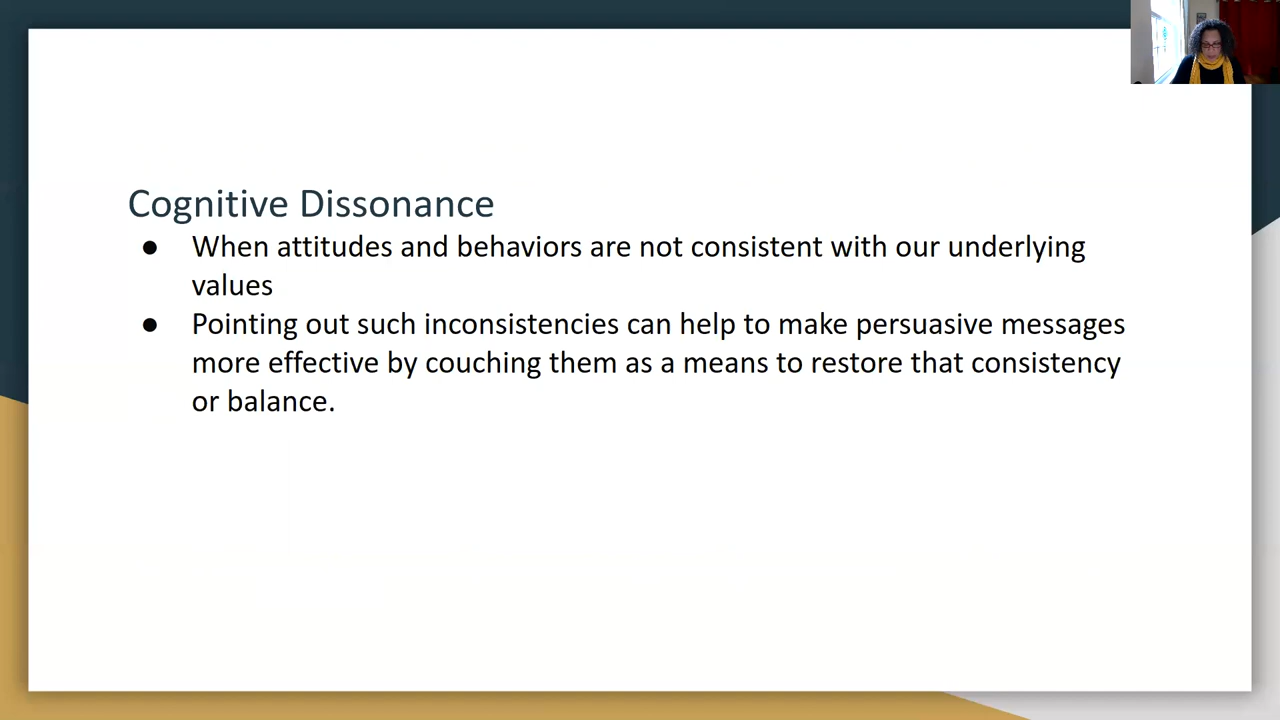 Cognitive Dissonance
● When attitudes and behaviors are not consistent with our underlying
values
● Pointing out such inconsistencies can help to make persuasive messages
more effective by couching them as a means to restore that consistency
or balance.